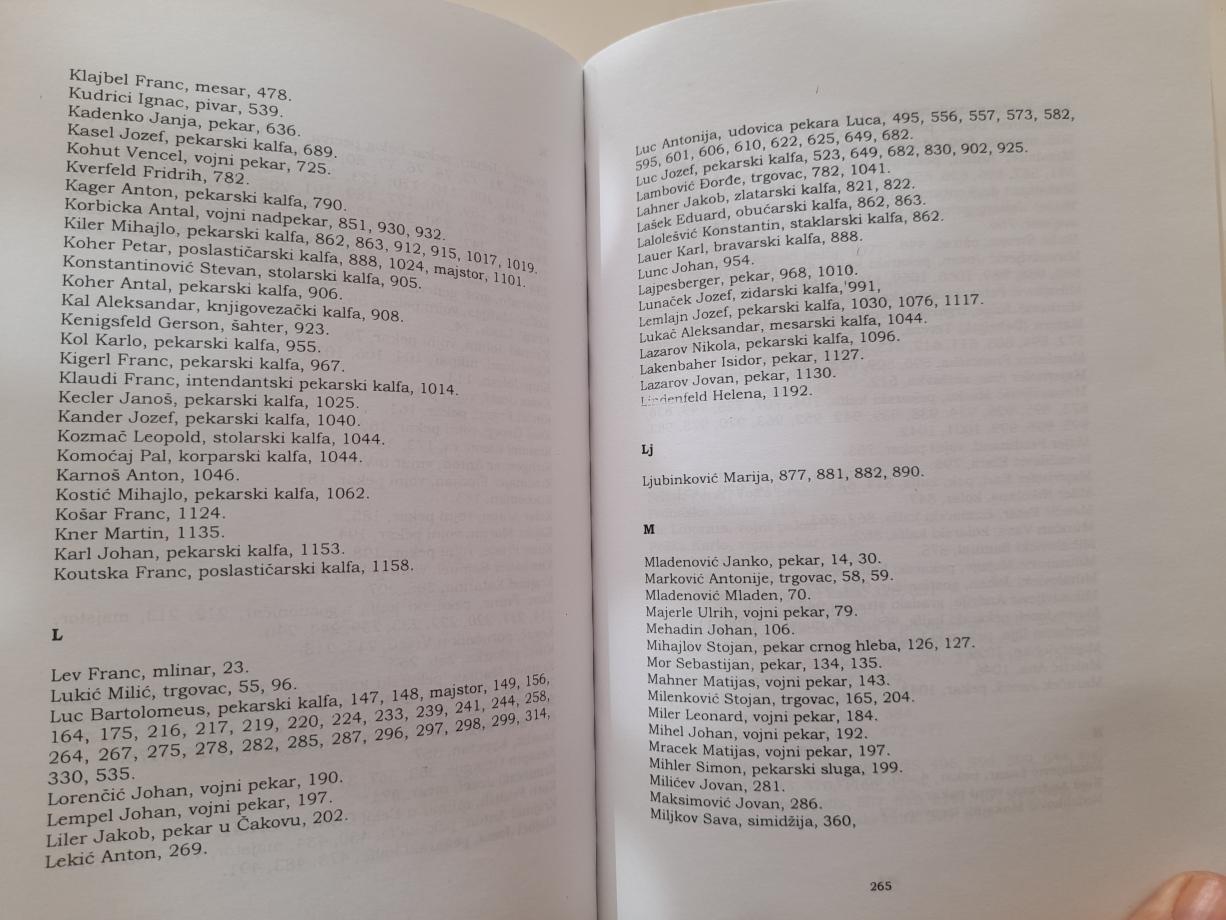 Klajbel Franc, mesar, 478.
Kudrici Ignac, pivar, 539.
Kadenko Janja, pekar, 636.
Kasel Jozef, pekarski kalfa, 689.
Kohut Vencel, vojni pekar, 725.
Kverfeld Fridrih, 782.
Kager Anton, pekarski kalfa, 790.
Korbicka Antal, vojni nadpekar, 851, 930, 932.
Kiler Mihajlo, pekarski kalfa, 862, 863, 912, 915, 1017, 1019.
Koher Petar, poslastičarski kalfa, 888, 1024, majstor, 1101.
Konstantinović Stevan, stolarski kalfa, 905.
Koher Antal, pekarski kalfa, 906.
Kal Aleksandar, knjigovezački kalfa, 908.
Kenigsfeld Gerson, šahter, 923.
Kol Karlo, pekarski kalfa, 955.
Kigerl Franc, pekarski kalfa, 967.
Klaudi Franc, intendantski pekarski kalfa, 1014.
Kecler Janoš, pekarski kalfa, 1025.
Kander Jozef, pekarski kalfa, 1040.
Kozmač Leopold, stolarski kalfa, 1044.
Komoćaj Pal, korparski kalfa, 1044.
Karnoš Anton, 1046.
Kostić Mihajlo, pekarski kalfa, 1062.
Košar Franc, 1124.
Kner Martin, 1135.
Karl Johan, pekarski kalfa, 1153.
Koutska Franc, poslastičarski kalfa, 1158.
L
Lev Franc, mlinar, 23.
Lukić Milić, trgovac, 55, 96.
Luc Bartolomeus, pekarski kalfa, 147, 148, majstor, 149, 156,
164, 175, 216, 217, 219, 220, 224, 233, 239, 241, 244, 258,
264, 267, 275, 278, 282, 285, 287, 296, 297, 298, 299, 314,
330, 535.
Lorenčić Johan, vojni pekar, 190.
Lempel Johan, vojni pekar, 197.
Liler Jakob, pekar u Čakovu, 202.
Lekić Anton, 269.
Luc Antonija, udovica pekara Luca, 495, 556, 557, 573, 582,
595, 601, 606, 610, 622, 625, 649, 682.
Luc Jozef, pekarski kalfa, 523, 649, 682, 830, 902, 925.
Lambović Đorđe, trgovac, 782, 1041.
Lahner Jakob, zlatarski kalfa, 821, 822.
Lašek Eduard, obućarski kalfa, 862, 863.
Lalolešvić Konstantin, staklarski kalfa, 862.
Lauer Karl, bravarski kalfa, 888.
Lunc Johan, 954.
Lajpesberger, pekar, 968, 1010.
Lunaček Jozef, zidarski kalfa, 991,
Lemlajn Jozef, pekarski kalfa, 1030, 1076, 1117.
Lukač Aleksandar, mesarski kalfa, 1044.
Lazarov Nikola, pekarski kalfa, 1096.
Lakenbaher Isidor, pekar, 1127.
Lazarov Jovan, pekar, 1130.
Lindenfeld Helena, 1192.
Lj
Ljubinković Marija, 877, 881, 882, 890.
M
Mladenović Janko, pekar, 14, 30.
Marković Antonije, trgovac, 58, 59.
Mladenović Mladen, 70.
Majerle Ulrih, vojni pekar, 79.
Mehadin Johan, 106.
Mihajlov Stojan, pekar crnog hleba, 126, 127.
Mor Sebastijan, pekar, 134, 135.
Mahner Matijas, vojni pekar, 143.
Milenković Stojan, trgovac, 165, 204.
Miler Leonard, vojni pekar, 184.
Mihel Johan, vojni pekar, 192.
Mracek Matijas, vojni pekar, 197.
Mihler Simon, pekarski sluga, 199.
Milićev Jovan, 281.
Maksimović Jovan, 286.
Miljkov Sava, simidžija, 360,
265